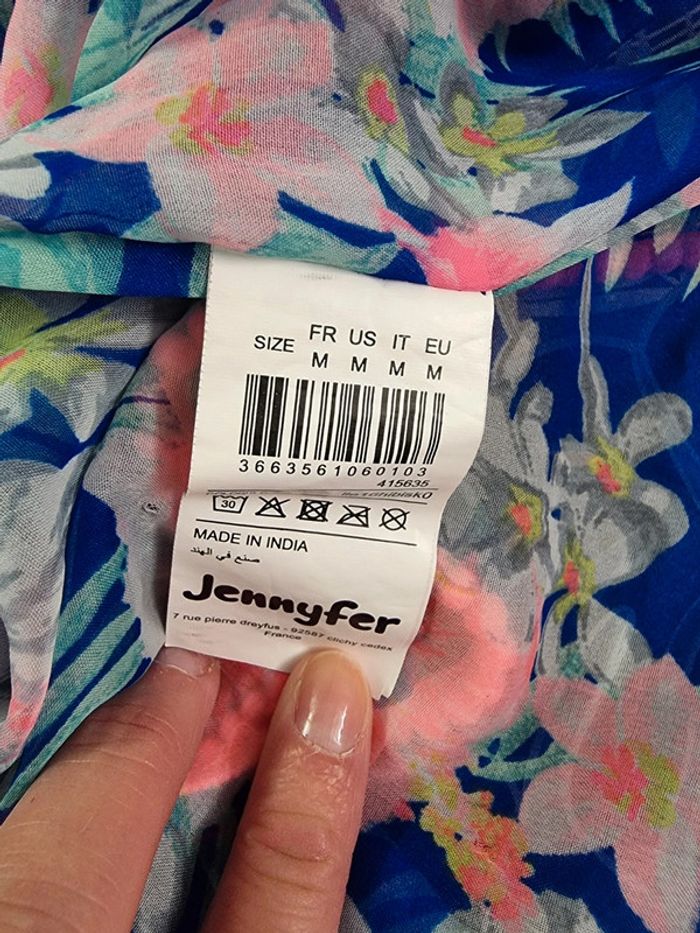 SIZE FR US IT EU
M M M M
3663561060103
415635
30
MADE IN INDIA
صنع في الهند
Jennyfer
7 rue pierre dreyfus - 92587 clichy cedex
France